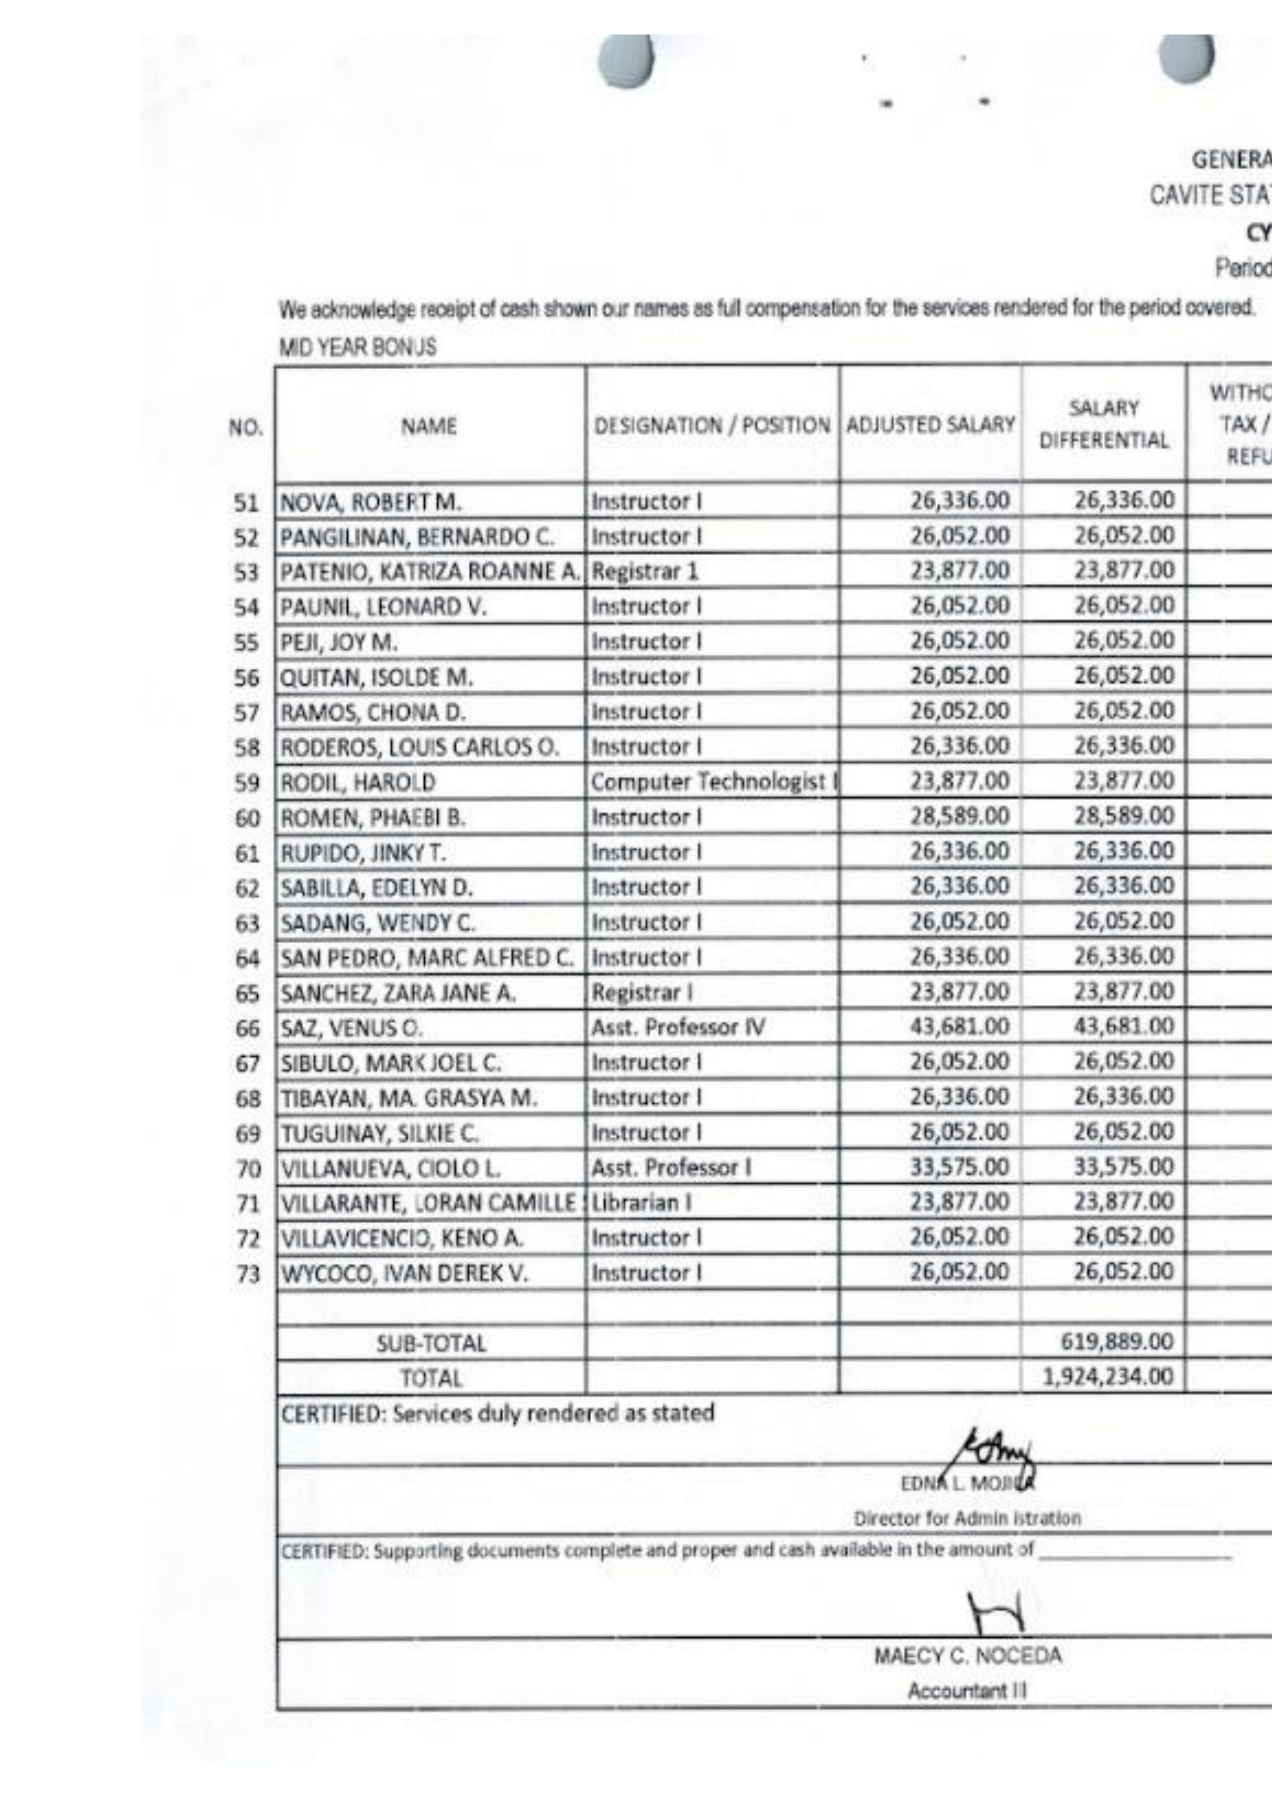 GENERA
CAVITE STA
CY
Period
We acknowledge receipt of cash shown our names as full compensation for the services rendered for the period covered.
MID YEAR BONUS
NO. NAME DESIGNATION / POSITION ADJUSTED SALARY SALARY DIFFERENTIAL WITHO TAX / REFU
51 NOVA, ROBERT M. Instructor I 26,336.00 26,336.00
52 PANGILINAN, BERNARDO C. Instructor I 26,052.00 26,052.00
53 PATENIO, KATRIZA ROANNE A. Registrar 1 23,877.00 23,877.00
54 PAUNIL, LEONARD V. Instructor I 26,052.00 26,052.00
55 PEJI, JOY M. Instructor I 26,052.00 26,052.00
56 QUITAN, ISOLDE M. Instructor I 26,052.00 26,052.00
57 RAMOS, CHONA D. Instructor I 26,052.00 26,052.00
58 RODEROS, LOUIS CARLOS O. Instructor I 26,336.00 26,336.00
59 RODIL, HAROLD Computer Technologist I 23,877.00 23,877.00
60 ROMEN, PHAEBI B. Instructor I 28,589.00 28,589.00
61 RUPIDO, JINKY T. Instructor I 26,336.00 26,336.00
62 SABILLA, EDELYN D. Instructor I 26,336.00 26,336.00
63 SADANG, WENDY C. Instructor I 26,052.00 26,052.00
64 SAN PEDRO, MARC ALFRED C. Instructor I 26,336.00 26,336.00
65 SANCHEZ, ZARA JANE A. Registrar I 23,877.00 23,877.00
66 SAZ, VENUS O. Asst. Professor IV 43,681.00 43,681.00
67 SIBULO, MARK JOEL C. Instructor I 26,052.00 26,052.00
68 TIBAYAN, MA. GRASYA M. Instructor I 26,336.00 26,336.00
69 TUGUINAY, SILKIE C. Instructor I 26,052.00 26,052.00
70 VILLANUEVA, CIOLO L. Asst. Professor I 33,575.00 33,575.00
71 VILLARANTE, LORAN CAMILLE Librarian I 23,877.00 23,877.00
72 VILLAVICENCIO, KENO A. Instructor I 26,052.00 26,052.00
73 WYCOCO, IVAN DEREK V. Instructor I 26,052.00 26,052.00
SUB-TOTAL 619,889.00
TOTAL 1,924,234.00
CERTIFIED: Services duly rendered as stated
EDNA L. MOJICA
Director for Admin istration
CERTIFIED: Supporting documents complete and proper and cash available in the amount of
MAECY C. NOCEDA
Accountant III